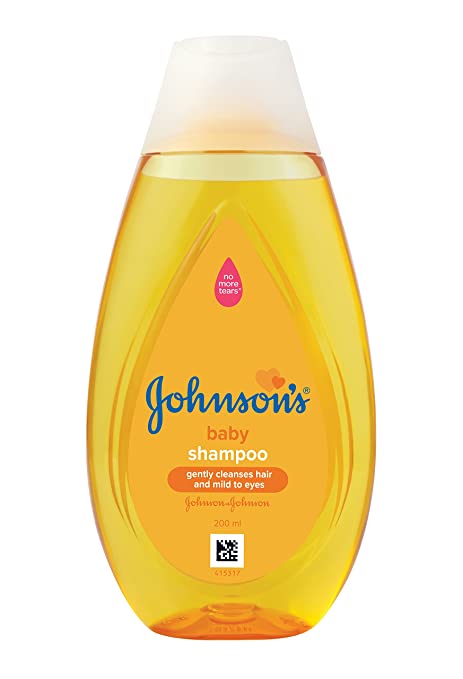 no
more
tears®
Johnson's®
baby
shampoo
gently cleanses hair
and mild to eyes
Johnson & Johnson
200 ml
415317